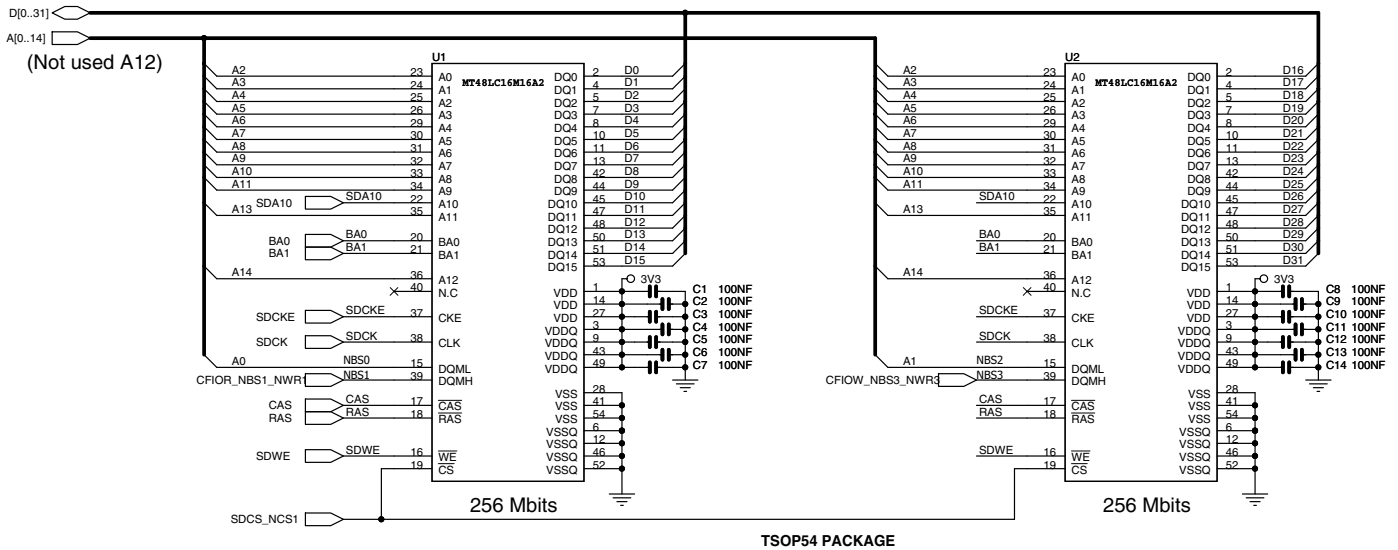 D[0..31]
A[0..14]
(Not used A12)
U1
MT48LC16M16A2
A2 23 A0
A3 24 A1
A4 25 A2
A5 26 A3
A6 29 A4
A7 30 A5
A8 31 A6
A9 32 A7
A10 33 A8
A11 34 A9
SDA10 SDA10 22 A10
A13 35 A11
BA0 BA0 20 BA0
BA1 BA1 21 BA1
A14 36 A12
40 N.C
SDCKE SDCKE 37 CKE
SDCK SDCK 38 CLK
A0 NBS0 15 DQML
CFIOR_NBS1_NWR1 NBS1 39 DQMH
CAS CAS 17 CAS
RAS RAS 18 RAS
SDWE SDWE 16 WE
19 CS
SDCS_NCS1
DQ0 2 D0
DQ1 4 D1
DQ2 5 D2
DQ3 7 D3
DQ4 8 D4
DQ5 10 D5
DQ6 11 D6
DQ7 13 D7
DQ8 42 D8
DQ9 44 D9
DQ10 45 D10
DQ11 47 D11
DQ12 48 D12
DQ13 50 D13
DQ14 51 D14
DQ15 53 D15
3V3
VDD 1 C1 100NF
VDD 14 C2 100NF
VDD 27 C3 100NF
VDDQ 3 C4 100NF
VDDQ 9 C5 100NF
VDDQ 43 C6 100NF
VDDQ 49 C7 100NF
VSS 28
VSS 41
VSS 54
VSSQ 6
VSSQ 12
VSSQ 46
VSSQ 52
256 Mbits
U2
MT48LC16M16A2
A2 23 A0
A3 24 A1
A4 25 A2
A5 26 A3
A6 29 A4
A7 30 A5
A8 31 A6
A9 32 A7
A10 33 A8
A11 34 A9
SDA10 22 A10
A13 35 A11
BA0 20 BA0
BA1 21 BA1
A14 36 A12
40 N.C
SDCKE 37 CKE
SDCK 38 CLK
A1 NBS2 15 DQML
CFIOW_NBS3_NWR3 NBS3 39 DQMH
CAS 17 CAS
RAS 18 RAS
SDWE 16 WE
19 CS
DQ0 2 D16
DQ1 4 D17
DQ2 5 D18
DQ3 7 D19
DQ4 8 D20
DQ5 10 D21
DQ6 11 D22
DQ7 13 D23
DQ8 42 D24
DQ9 44 D25
DQ10 45 D26
DQ11 47 D27
DQ12 48 D28
DQ13 50 D29
DQ14 51 D30
DQ15 53 D31
3V3
VDD 1 C8 100NF
VDD 14 C9 100NF
VDD 27 C10 100NF
VDDQ 3 C11 100NF
VDDQ 9 C12 100NF
VDDQ 43 C13 100NF
VDDQ 49 C14 100NF
VSS 28
VSS 41
VSS 54
VSSQ 6
VSSQ 12
VSSQ 46
VSSQ 52
256 Mbits
TSOP54 PACKAGE